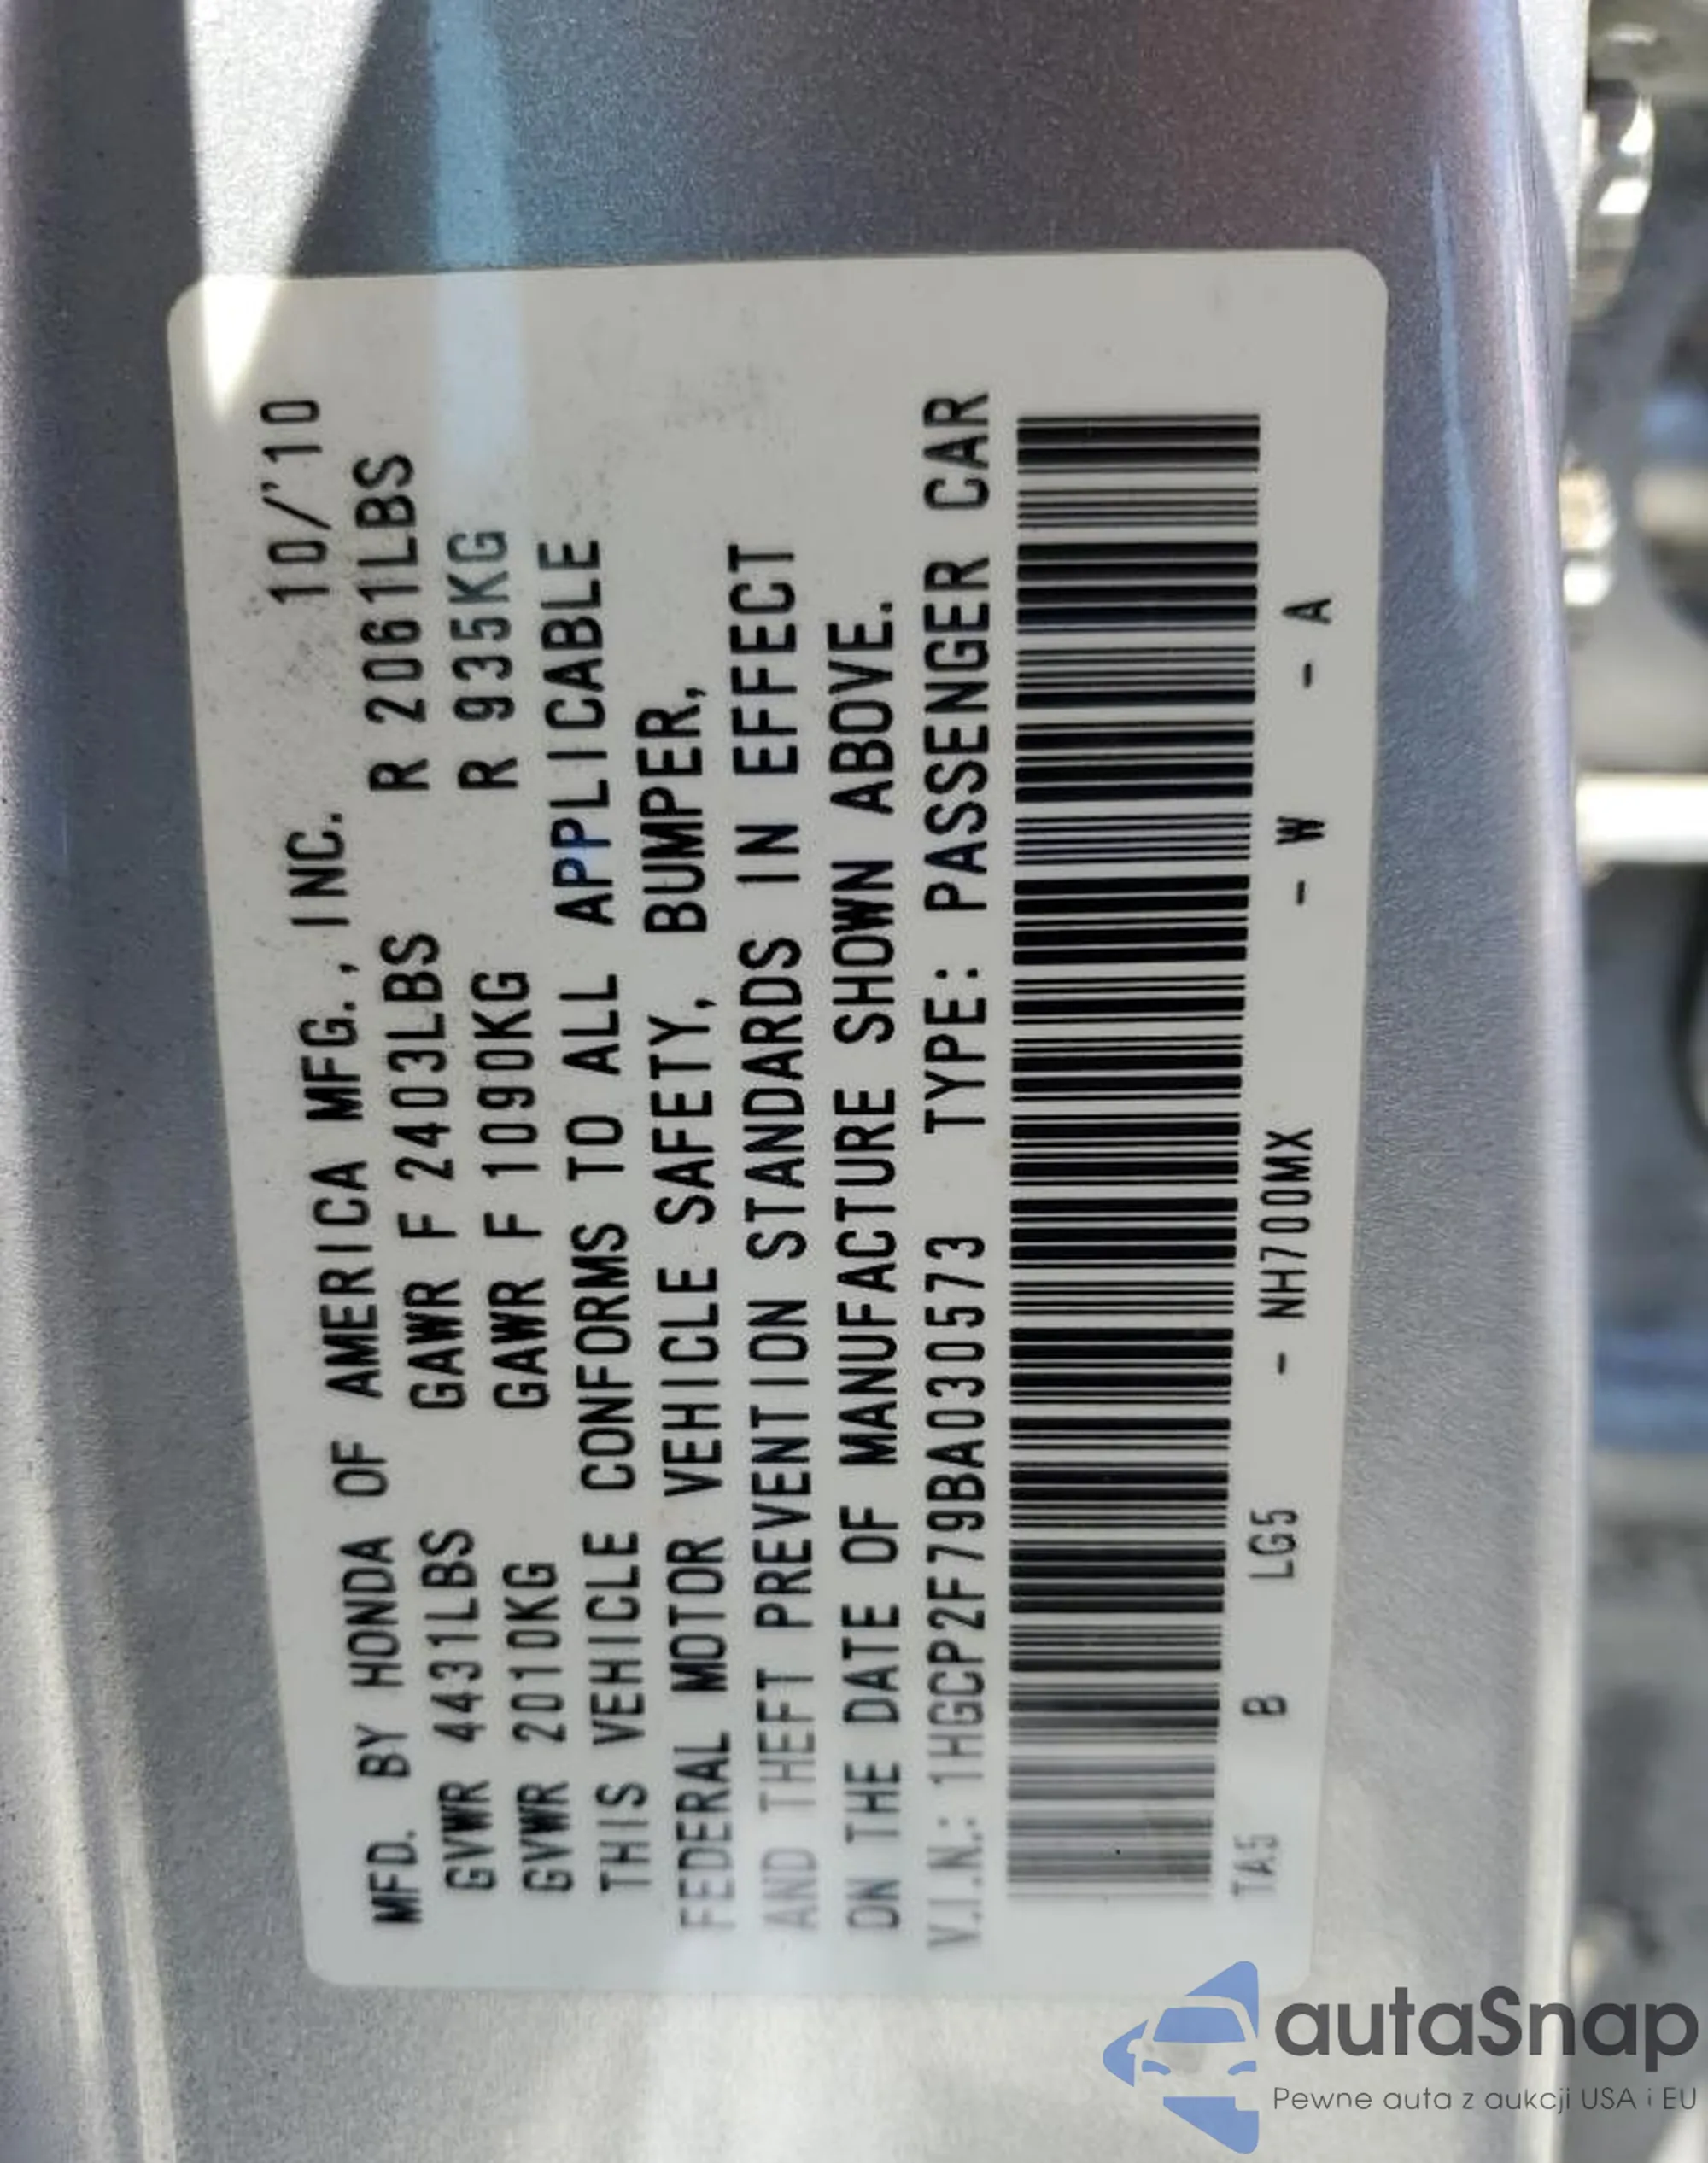 MFD. BY HONDA OF AMERICA MFG., INC. 10/'10
GVWR 4431LBS GAWR F 2403LBS R 2061LBS
GVWR 2010KG GAWR F 1090KG R 935KG
THIS VEHICLE CONFORMS TO ALL APPLICABLE
FEDERAL MOTOR VEHICLE SAFETY, BUMPER,
AND THEFT PREVENTION STANDARDS IN EFFECT
ON THE DATE OF MANUFACTURE SHOWN ABOVE.
V.I.N.: 1HGCP2F79BA030573 TYPE: PASSENGER CAR
TA5 B LG5 - NH700MX - W - A
autaSnap
Pewne auta z aukcji USA i EU